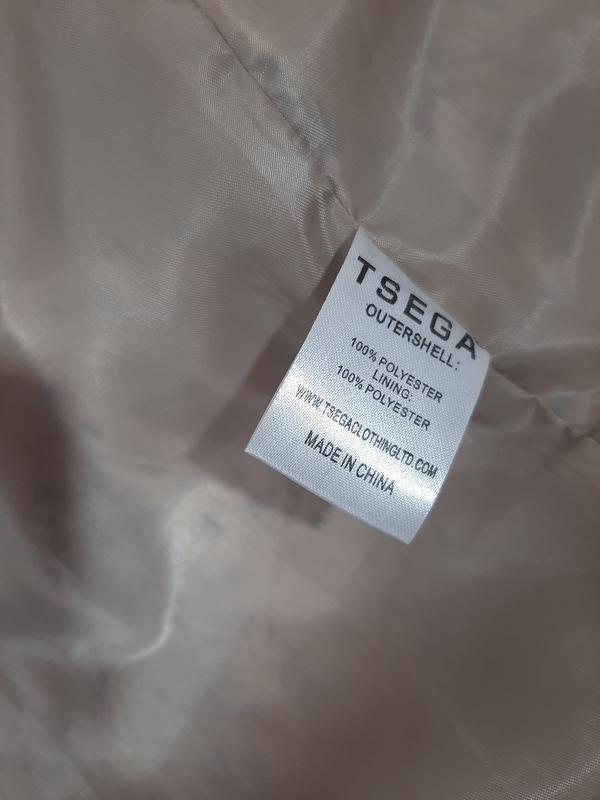 TSEGA
OUTERSHELL:
100% POLYESTER
LINING:
100% POLYESTER
WWW.TSEGACLOTHINGLTD.COM
MADE IN CHINA